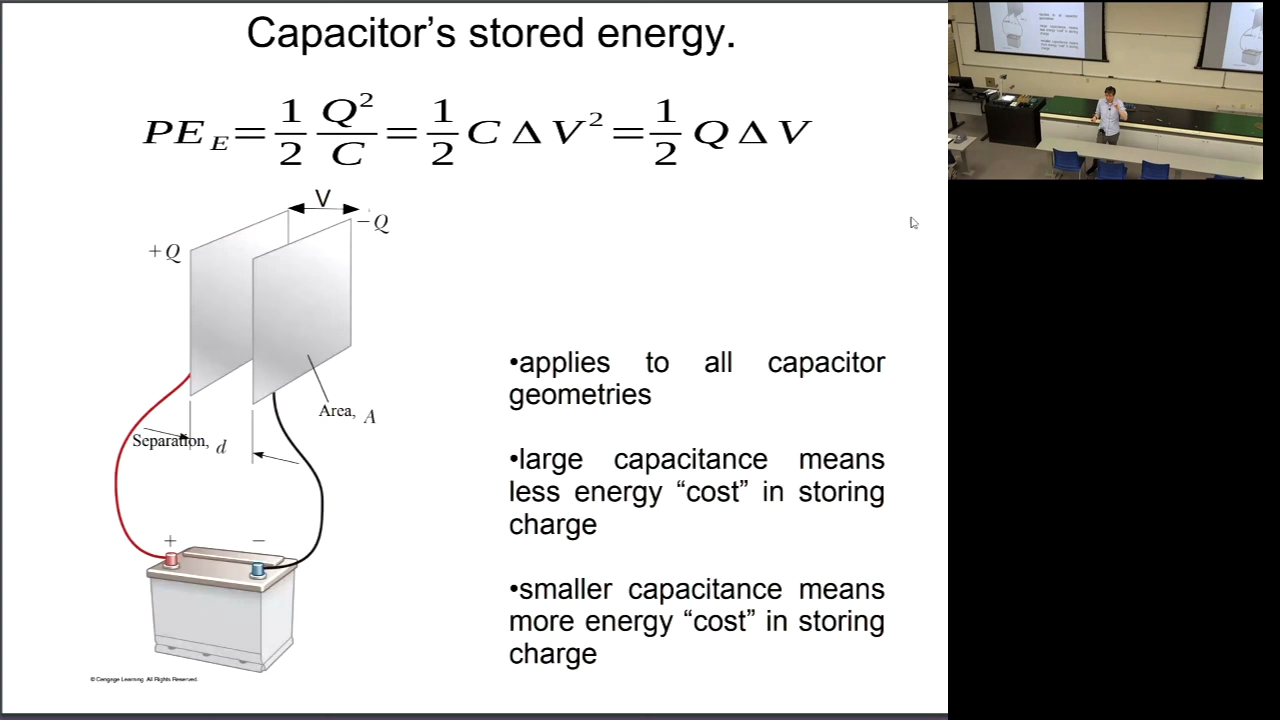 Capacitor's stored energy.
PE_E = 1/2 Q²/C = 1/2 C Δ V² = 1/2 Q Δ V
V
−Q
+Q
Area, A
Separation, d
+ −
© Cengage Learning. All Rights Reserved.
•applies to all capacitor
geometries
•large capacitance means
less energy “cost” in storing
charge
•smaller capacitance means
more energy “cost” in storing
charge